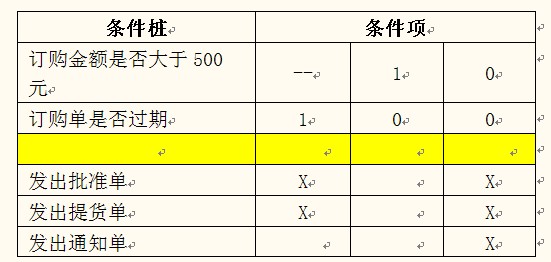 条件桩 条件项
订购金额是否大于 500
元 -- 1 0
订购单是否过期 1 0 0
发出批准单 X X
发出提货单 X X
发出通知单 X